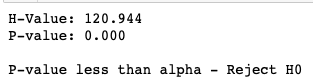 H-Value: 120.944
P-value: 0.000
P-value less than alpha - Reject H0